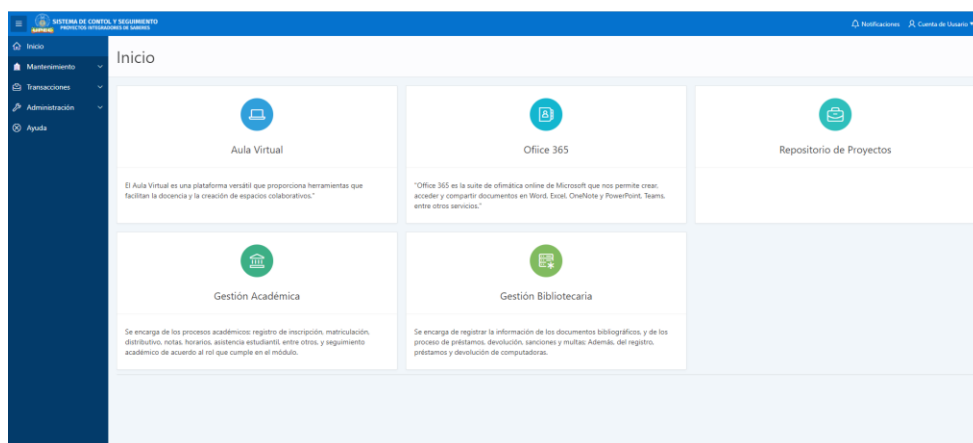 SISTEMA DE CONTOL Y SEGUIMIENTO
PROYECTOS INTEGRADORES DE SABERES
Notificaciones
Cuenta de Usuario
Inicio
Mantenimiento
Transacciones
Administración
Ayuda
Inicio
Aula Virtual
El Aula Virtual es una plataforma versátil que proporciona herramientas que
facilitan la docencia y la creación de espacios colaborativos."
Ofiice 365
"Office 365 es la suite de ofimática online de Microsoft que nos permite crear,
acceder y compartir documentos en Word, Excel, OneNote y PowerPoint, Teams,
entre otros servicios."
Repositorio de Proyectos
Gestión Académica
Se encarga de los procesos académicos: registro de inscripción, matriculación,
distributivo, notas, horarios, asistencia estudiantil, entre otros, y seguimiento
académico de acuerdo al rol que cumple en el módulo.
Gestión Bibliotecaria
Se encarga de registrar la información de los documentos bibliográficos, y de los
proceso de préstamos, devolución, sanciones y multas; Además, del registro,
préstamos y devolución de computadoras.